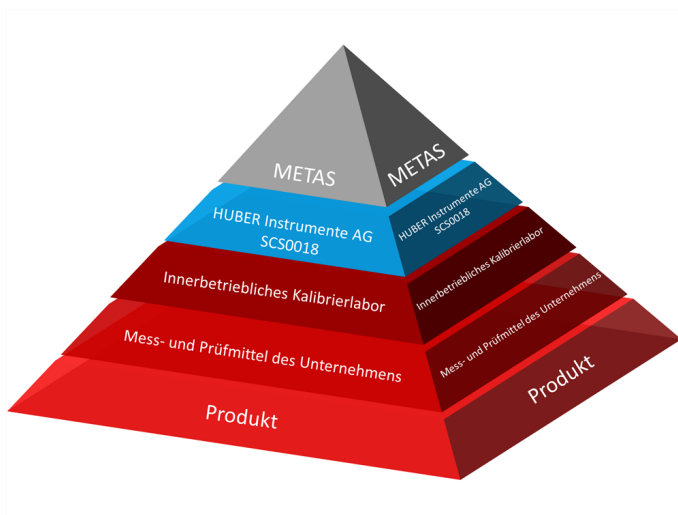 METAS
METAS
HUBER Instrumente AG
SCS0018
HUBER Instrumente AG
SCS0018
Innerbetriebliches Kalibrierlabor
Innerbetriebliches Kalibrierlabor
Mess- und Prüfmittel des Unternehmens
Mess- und Prüfmittel des Unternehmens
Produkt
Produkt